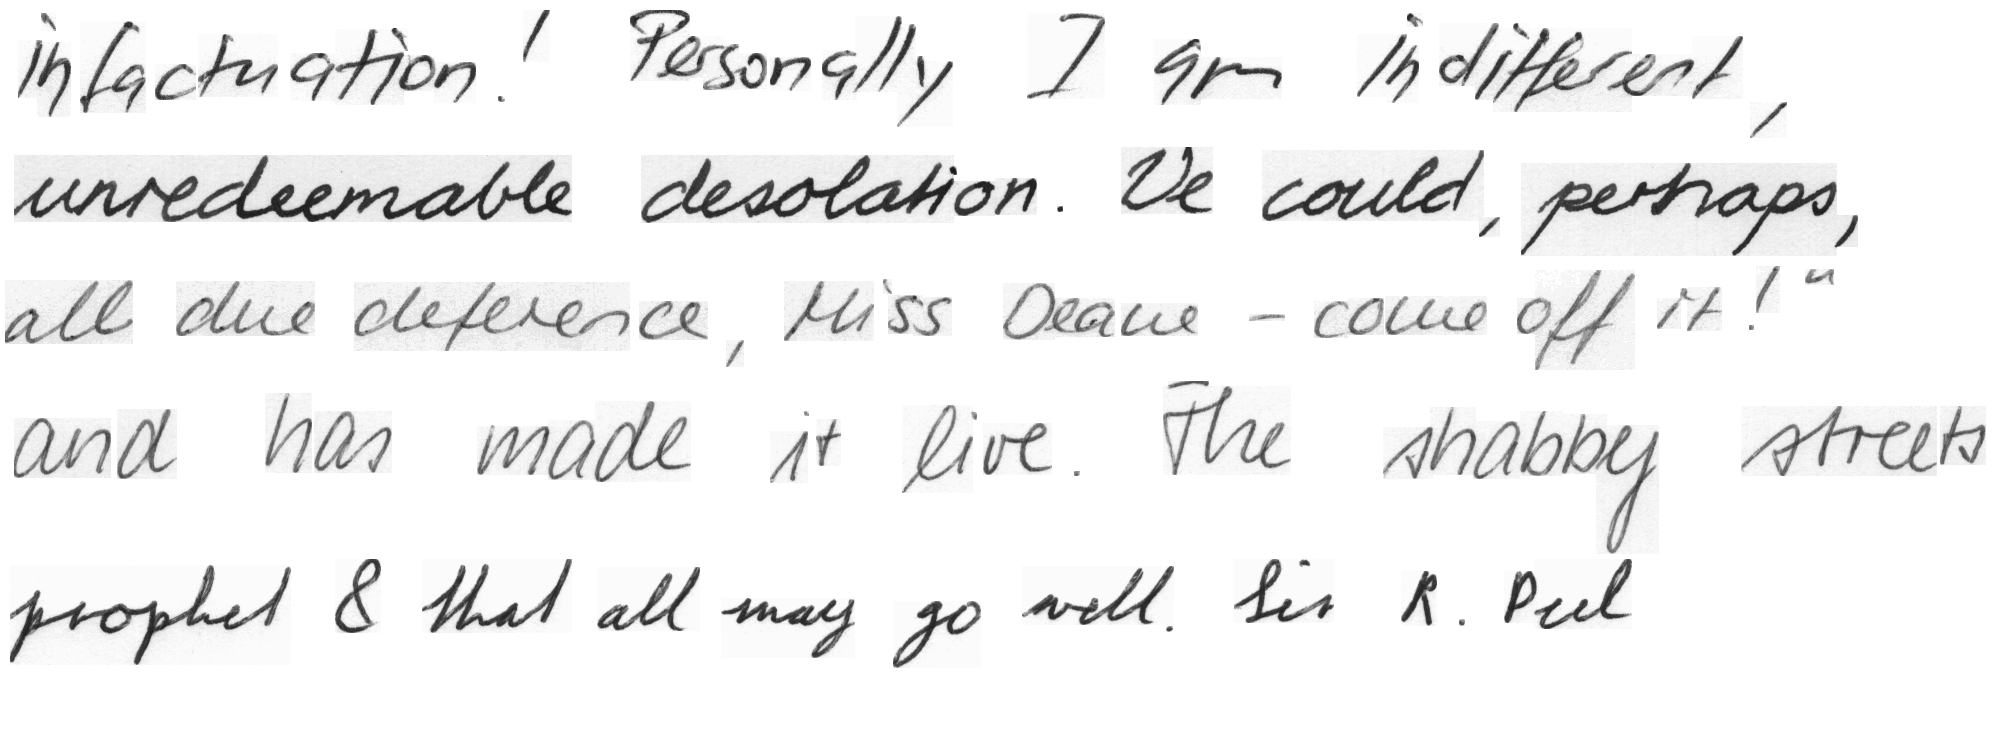 infactuation! Personally I am indifferent,
unredeemable desolation. We could, perhaps,
all due deference, Miss Deane - come off it!"
and has made it live. The shabby streets
prophet & that all may go well. Sir R. Peel